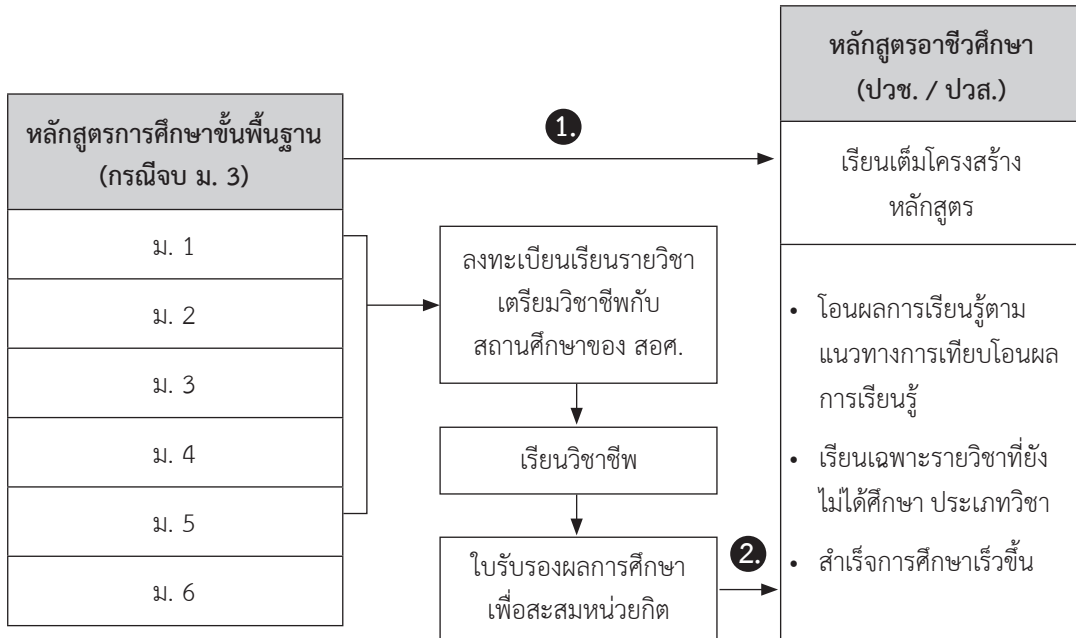 หลักสูตรการศึกษาขั้นพื้นฐาน
(กรณีจบ ม. 3)
ม. 1
ม. 2
ม. 3
ม. 4
ม. 5
ม. 6
1.
ลงทะเบียนเรียนรายวิชา
เตรียมวิชาชีพกับ
สถานศึกษาของ สอศ.
เรียนวิชาชีพ
ใบรับรองผลการศึกษา
เพื่อสะสมหน่วยกิต
2.
หลักสูตรอาชีวศึกษา
(ปวช. / ปวส.)
เรียนเต็มโครงสร้าง
หลักสูตร
• โอนผลการเรียนรู้ตาม
แนวทางการเทียบโอนผล
การเรียนรู้
• เรียนเฉพาะรายวิชาที่ยัง
ไม่ได้ศึกษา ประเภทวิชา
• สำเร็จการศึกษาเร็วขึ้น